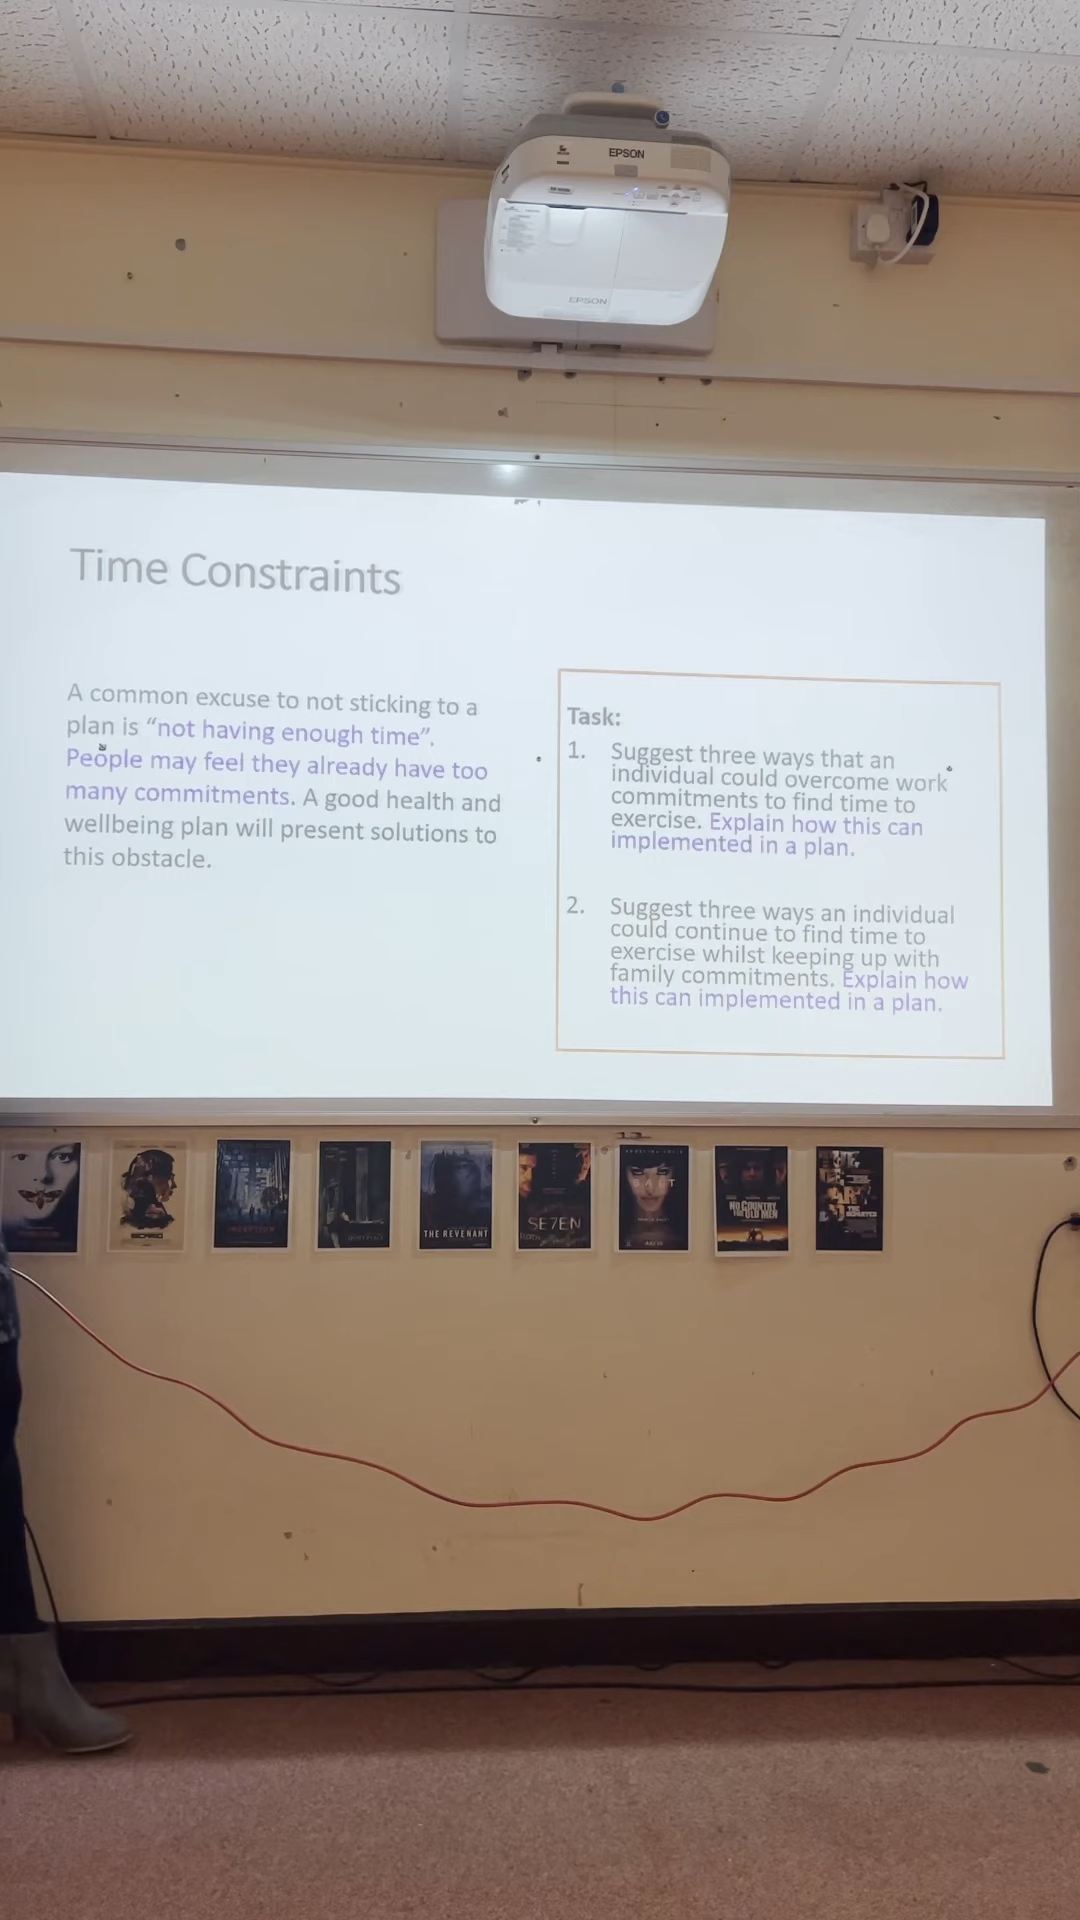 EPSON
EPSON
Time Constraints
A common excuse to not sticking to a
plan is “not having enough time”.
People may feel they already have too
many commitments. A good health and
wellbeing plan will present solutions to
this obstacle.
Task:
1. Suggest three ways that an
individual could overcome work
commitments to find time to
exercise. Explain how this can
implemented in a plan.
2. Suggest three ways an individual
could continue to find time to
exercise whilst keeping up with
family commitments. Explain how
this can implemented in a plan.
SICARIO
INCEPTION
THE REVENANT
SE7EN
SALT
NO COUNTRY
FOR OLD MEN
THE DEPARTED